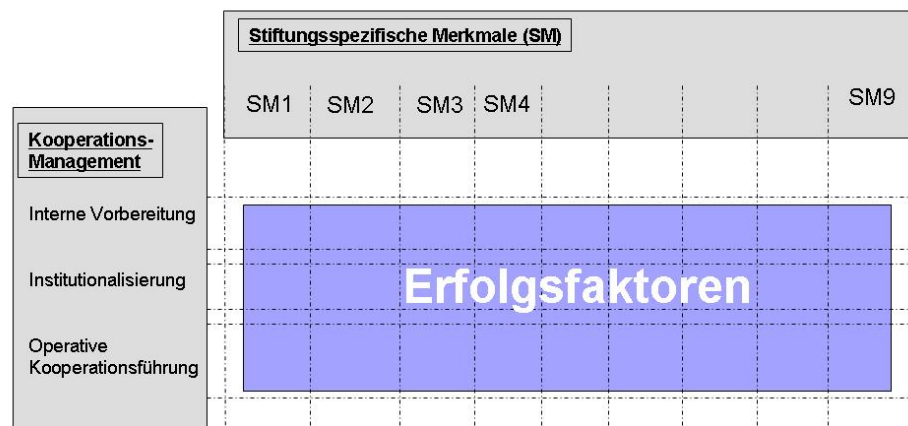 Stiftungsspezifische Merkmale (SM)
SM1 SM2 SM3 SM4 SM9
Kooperations-
Management
Interne Vorbereitung
Institutionalisierung
Erfolgsfaktoren
Operative
Kooperationsführung